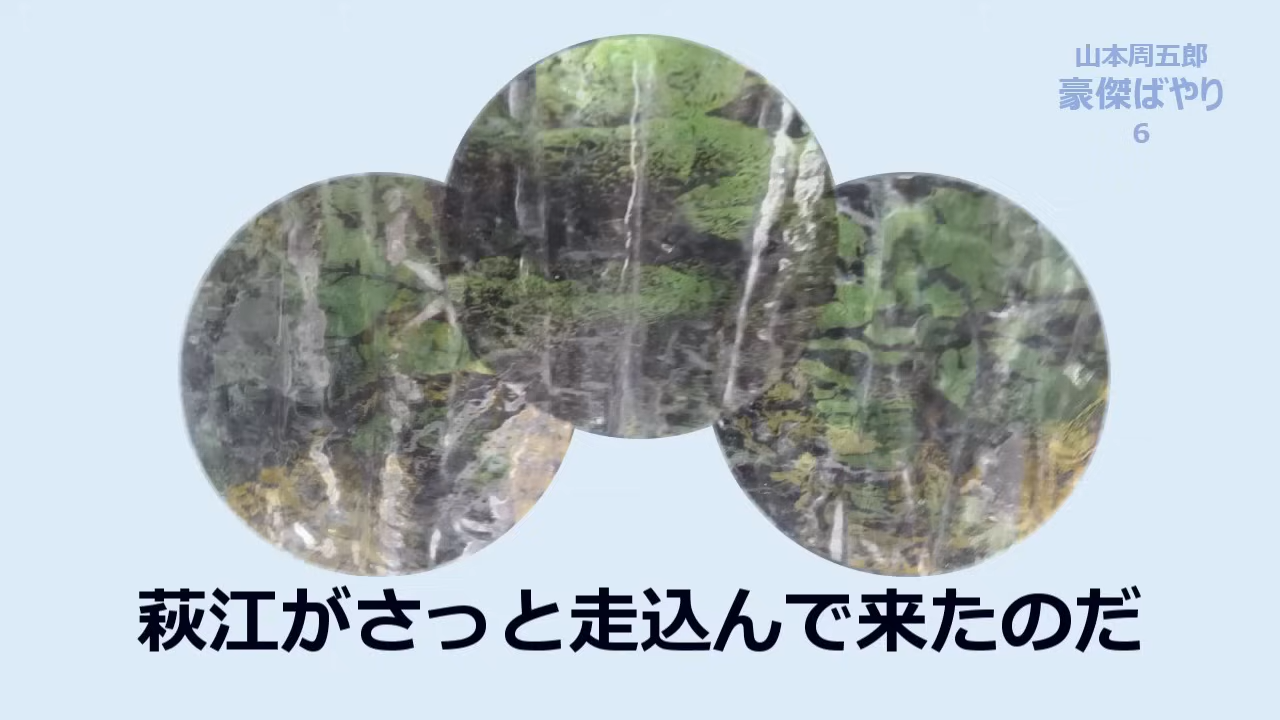 山本周五郎
豪傑ばやり
6
萩江がさっと走込んで来たのだ